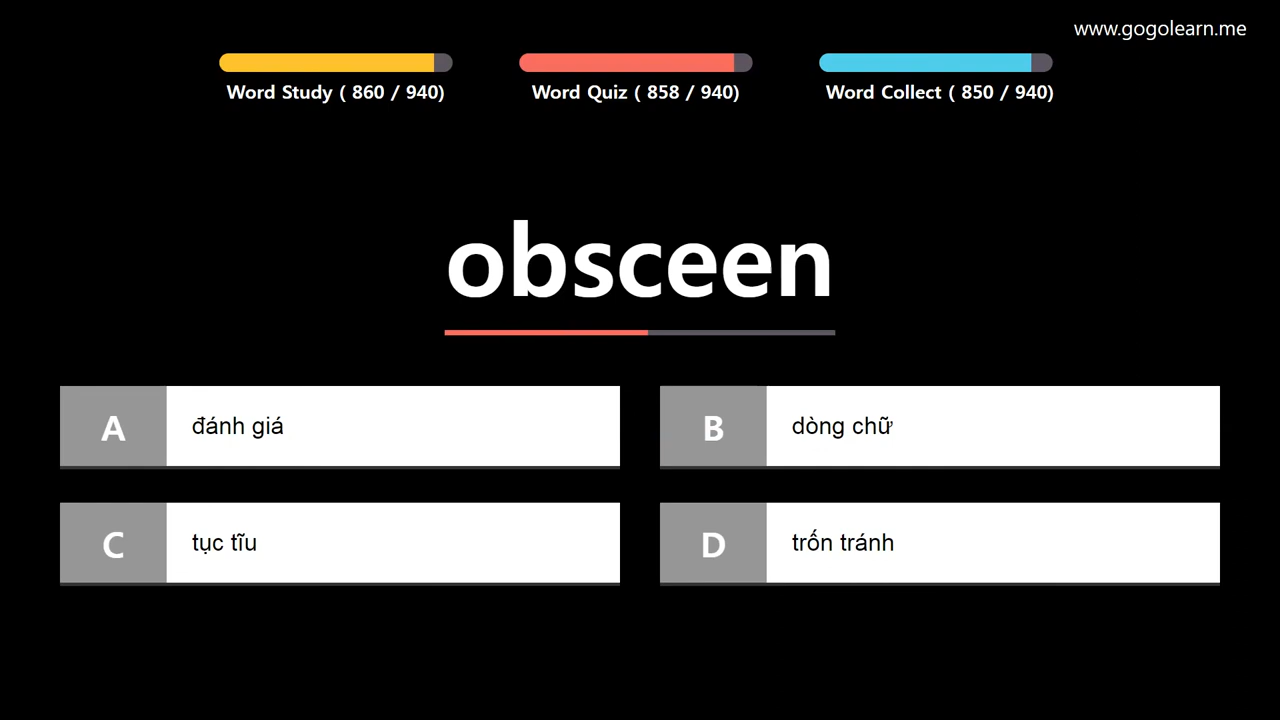 www.gogolearn.me
Word Study ( 860 / 940)
Word Quiz ( 858 / 940)
Word Collect ( 850 / 940)
obsceen
A
đánh giá
B
dòng chữ
C
tục tĩu
D
trốn tránh